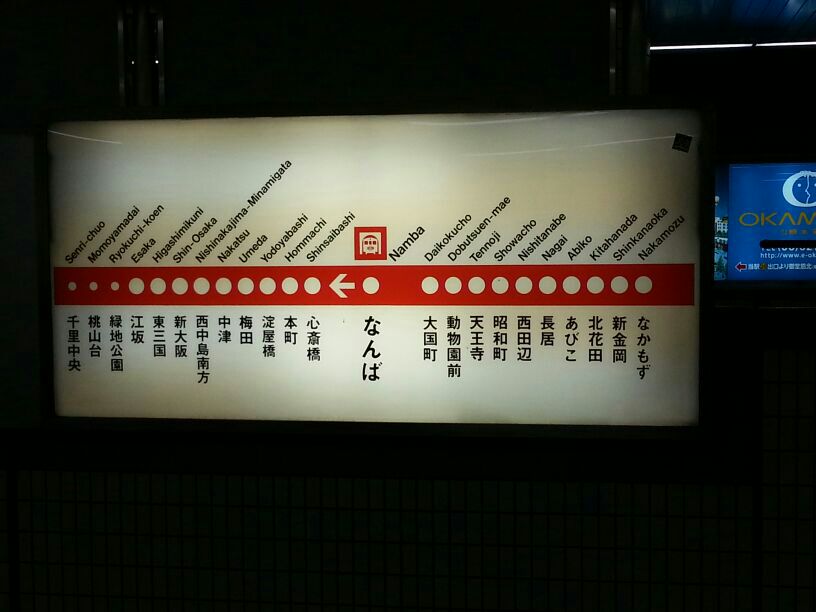 Senri-chuo
Momoyamadai
Ryokuchi-koen
Esaka
Higashimikuni
Shin-Osaka
Nishinakajima-Minamigata
Nakatsu
Umeda
Yodoyabashi
Hommachi
Shinsaibashi
Namba
Daikokucho
Dobutsuen-mae
Tennoji
Showacho
Nishitanabe
Nagai
Abiko
Kitahanada
Shinkanaoka
Nakamozu
千里中央
桃山台
緑地公園
江坂
東三国
新大阪
西中島南方
中津
梅田
淀屋橋
本町
心斎橋
なんば
大国町
動物園前
天王寺
昭和町
西田辺
長居
あびこ
北花田
新金岡
なかもず